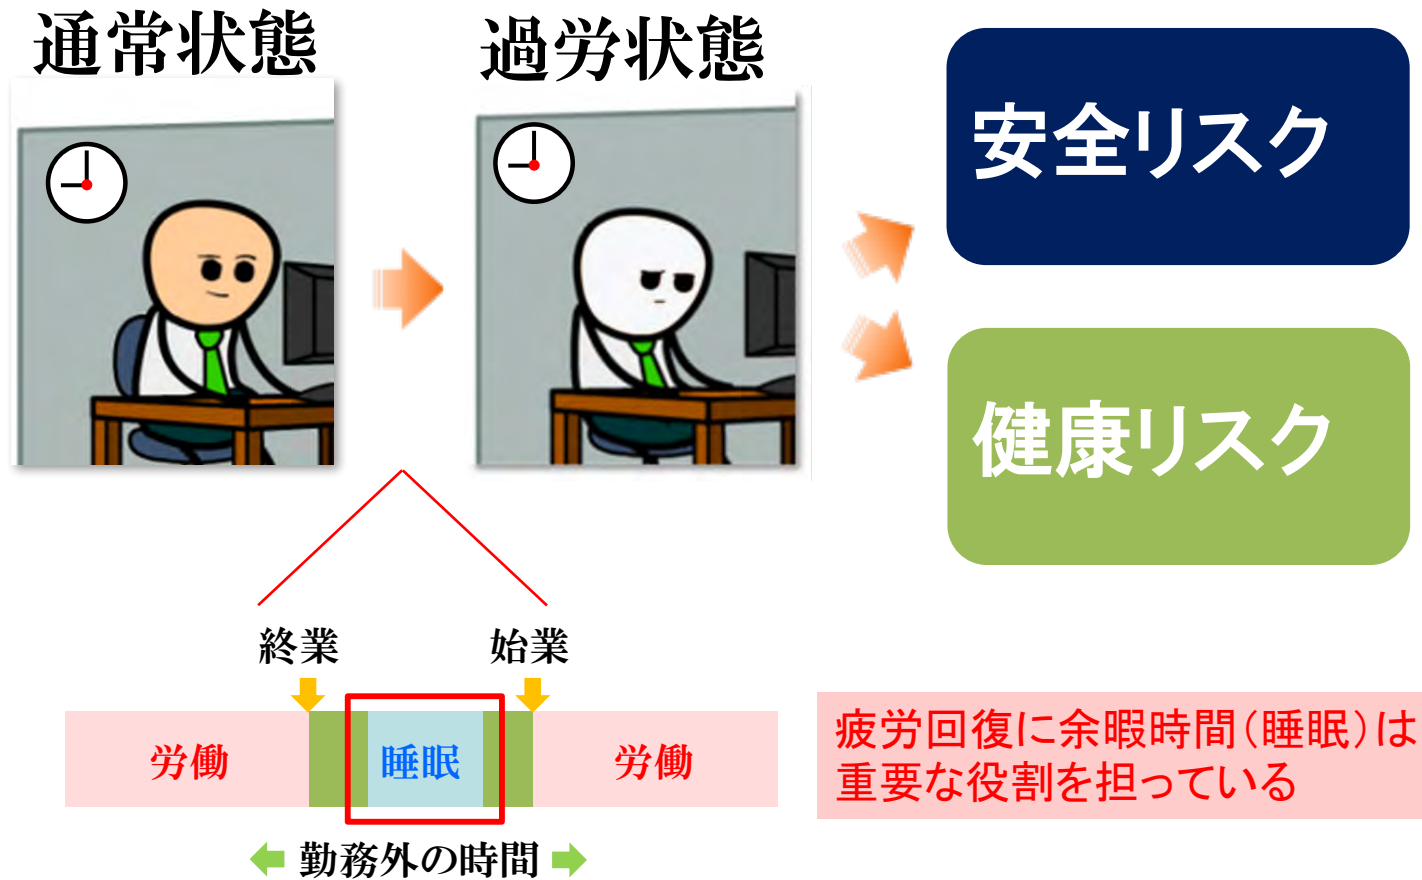 通常状態
過労状態
安全リスク
健康リスク
終業
始業
労働
睡眠
労働
勤務外の時間
疲労回復に余暇時間（睡眠）は
重要な役割を担っている